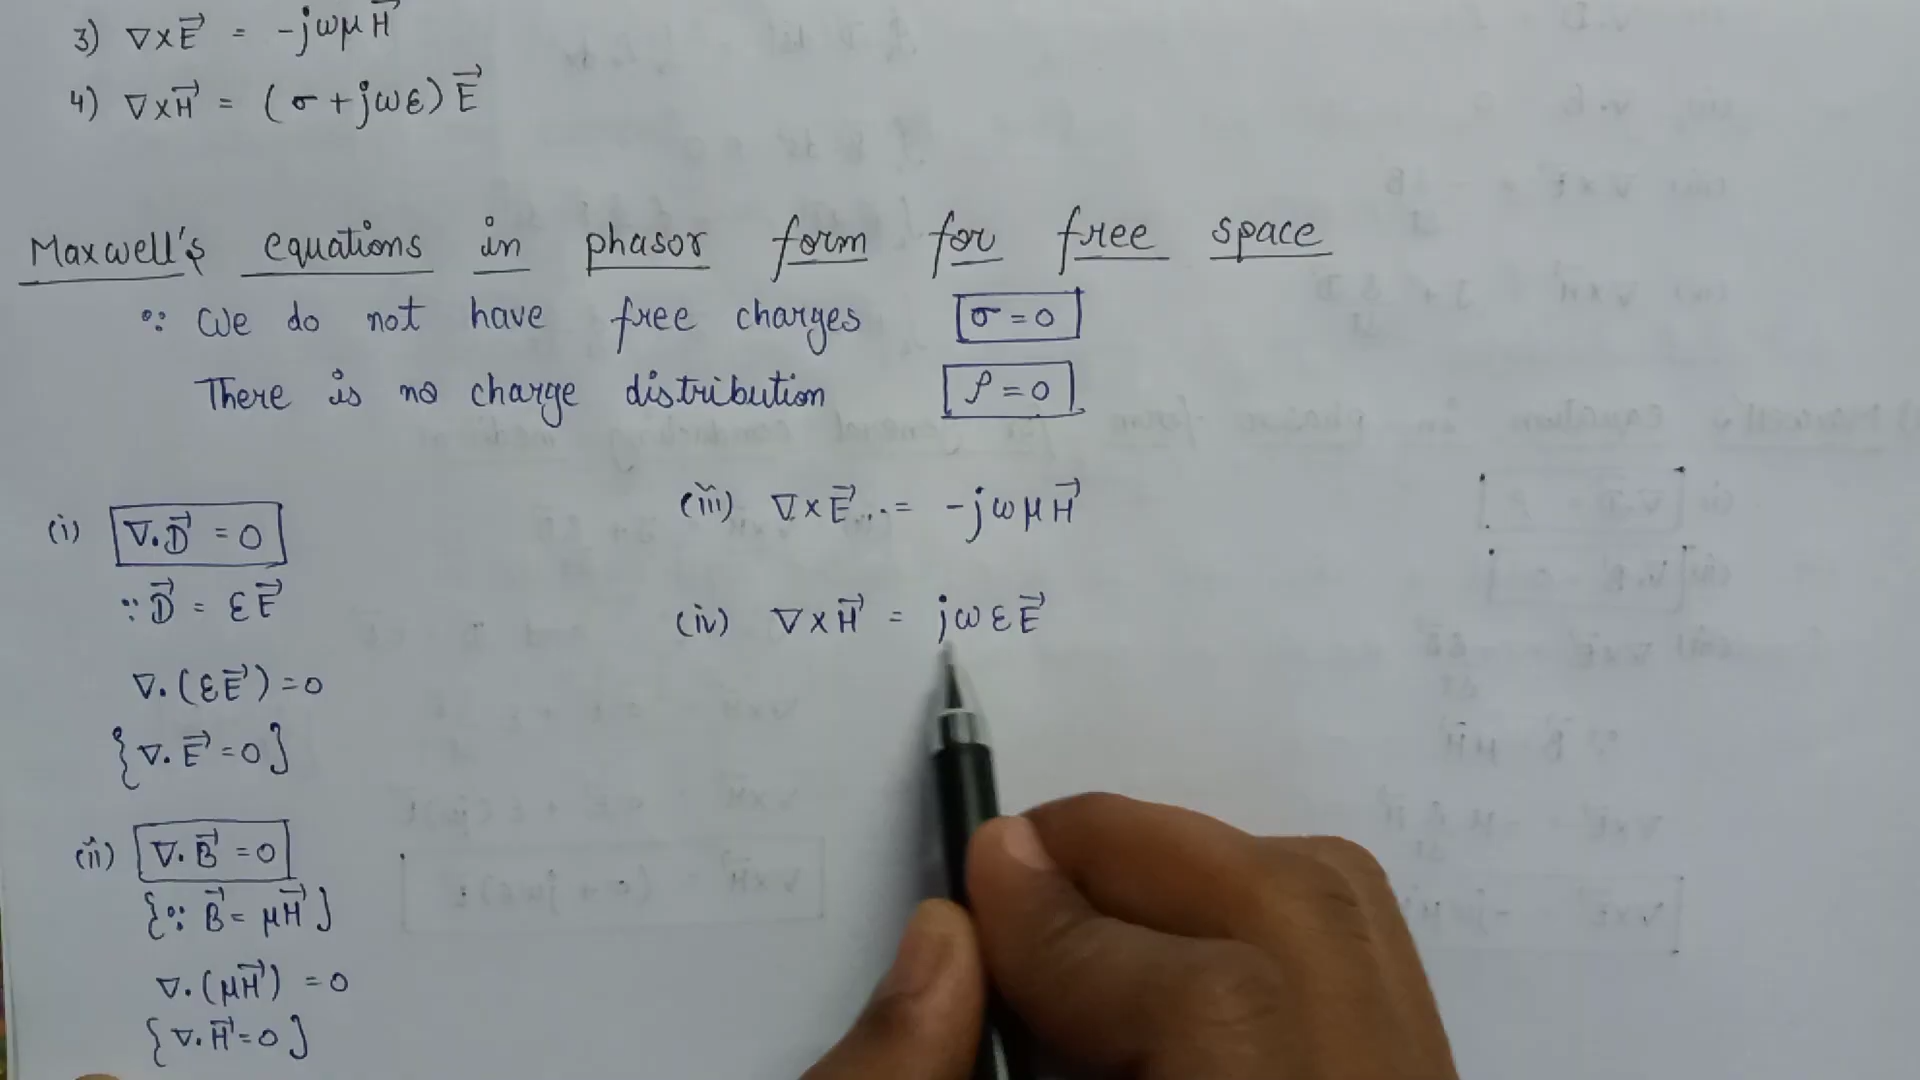 3) ∇×E⃗ = -jωμH⃗
4) ∇×H⃗ = (σ+jωε)E⃗
Maxwell's equations in phasor form for free space
∵ We do not have free charges σ=0
There is no charge distribution ρ=0
(i) ∇.D⃗ =0
∵ D⃗ = εE⃗
∇.(εE⃗)=0
{∇.E⃗=0}
(ii) ∇.B⃗ =0
{∵ B⃗= μH⃗}
∇.(μH⃗) =0
{∇.H⃗=0}
(iii) ∇×E⃗ = -jωμH⃗
(iv) ∇×H⃗ = jωεE⃗